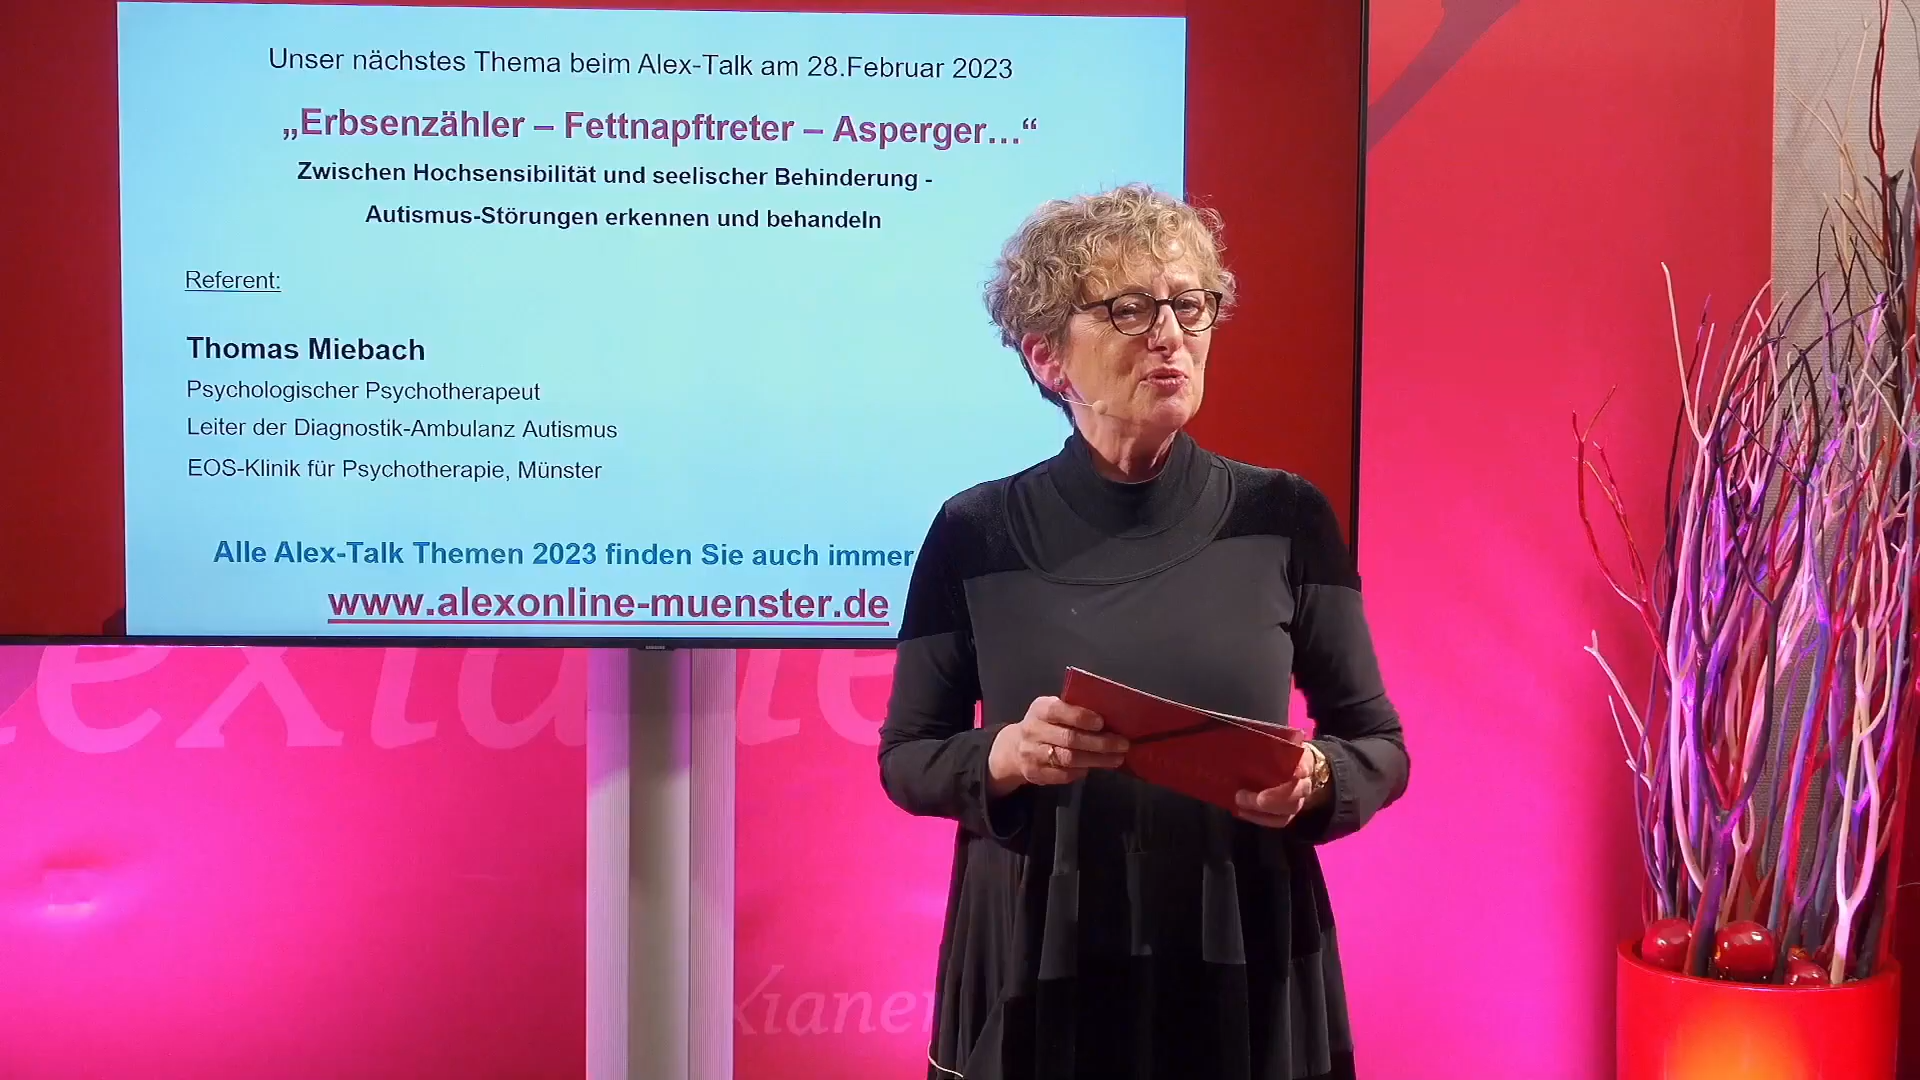 Unser nächstes Thema beim Alex-Talk am 28.Februar 2023
„Erbsenzähler – Fettnapftreter – Asperger…“
Zwischen Hochsensibilität und seelischer Behinderung -
Autismus-Störungen erkennen und behandeln
Referent:
Thomas Miebach
Psychologischer Psychotherapeut
Leiter der Diagnostik-Ambulanz Autismus
EOS-Klinik für Psychotherapie, Münster
Alle Alex-Talk Themen 2023 finden Sie auch immer
www.alexonline-muenster.de